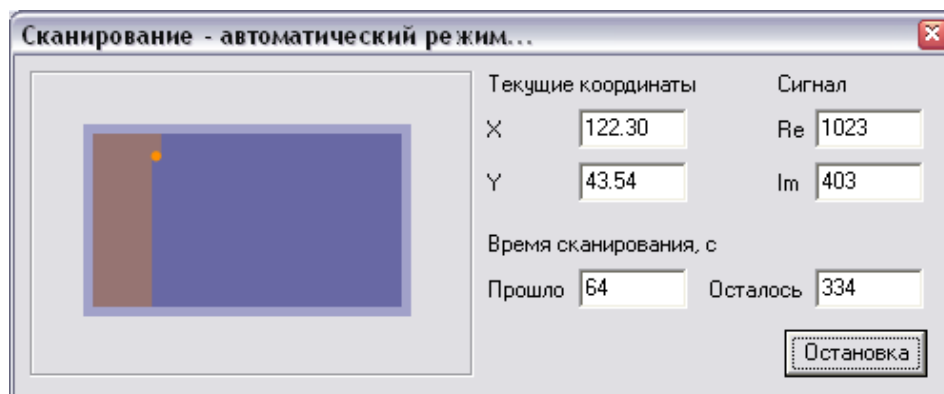 Сканирование - автоматический режим...
Текущие координаты Сигнал
X 122.30 Re 1023
Y 43.54 Im 403
Время сканирования, с
Прошло 64 Осталось 334
Остановка